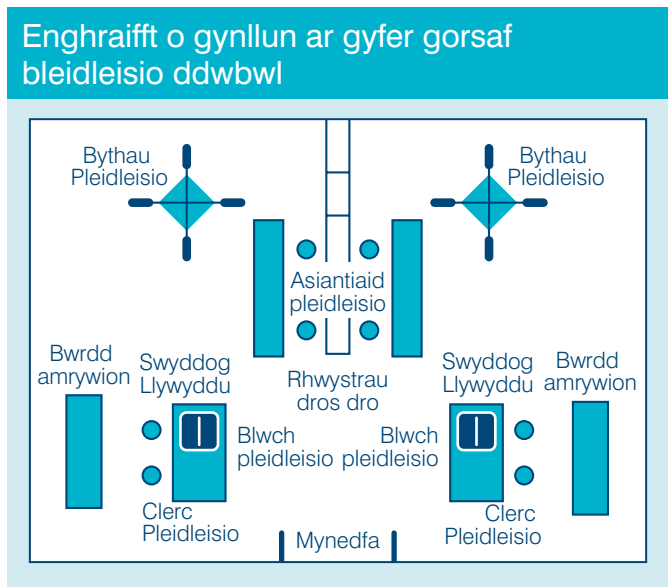 Enghraifft o gynllun ar gyfer gorsaf
bleidleisio ddwbwl
Bythau
Pleidleisio
Bythau
Pleidleisio
Asiantiaid
pleidleisio
Bwrdd
amrywion
Swyddog
Llywyddu
Rhwystrau
dros dro
Swyddog
Llywyddu
Bwrdd
amrywion
Blwch
pleidleisio
Blwch
pleidleisio
Clerc
Pleidleisio
Mynedfa
Clerc
Pleidleisio